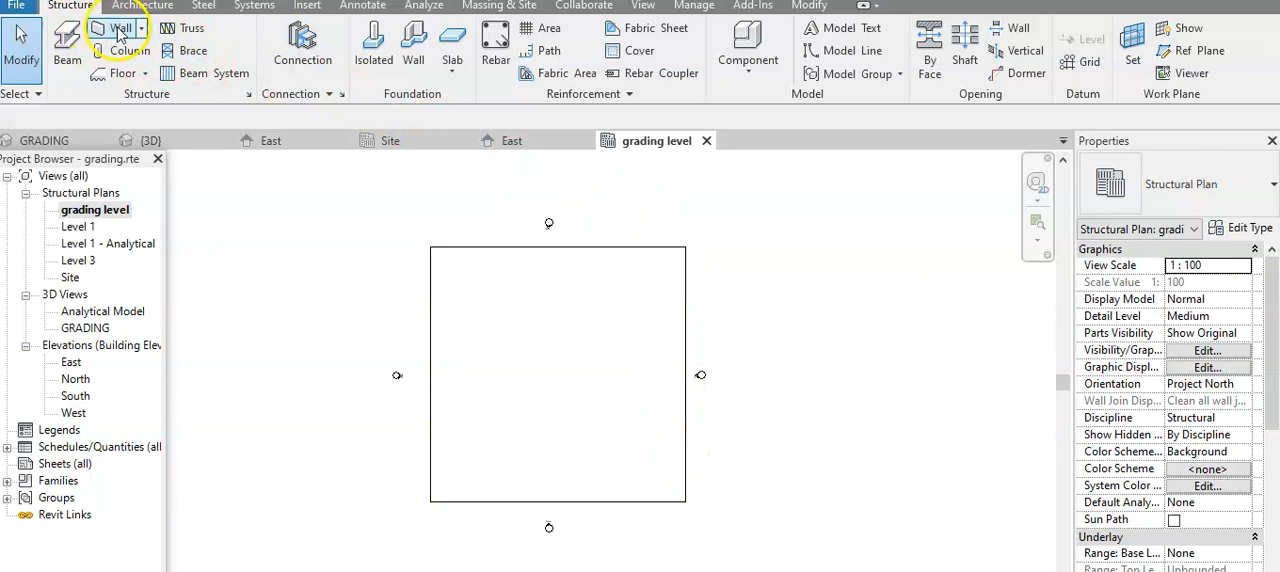 File Structure Architecture Steel Systems Insert Annotate Analyze Massing & Site Collaborate View Manage Add-Ins Modify
Wall Truss Area Fabric Sheet Model Text Wall Show
Modify Beam Column Brace Connection Isolated Wall Slab Rebar Path Cover Component Model Line By Face Shaft Vertical Level Set Ref Plane
Floor Beam System Fabric Area Rebar Coupler Model Group Dormer Grid Viewer
Select Structure Connection Foundation Reinforcement Model Opening Datum Work Plane
GRADING {3D} East Site East grading level Properties
Project Browser - grading.rte
Views (all)
Structural Plans
grading level
Level 1
Level 1 - Analytical
Level 3
Site
3D Views
Analytical Model
GRADING
Elevations (Building Elev
East
North
South
West
Legends
Schedules/Quantities (all
Sheets (all)
Families
Groups
Revit Links
2D
Structural Plan
Structural Plan: gradi Edit Type
Graphics
View Scale 1 : 100
Scale Value 1: 100
Display Model Normal
Detail Level Medium
Parts Visibility Show Original
Visibility/Grap... Edit...
Graphic Displ... Edit...
Orientation Project North
Wall Join Disp... Clean all wall j...
Discipline Structural
Show Hidden ... By Discipline
Color Scheme... Background
Color Scheme <none>
System Color ... Edit...
Default Analy... None
Sun Path
Underlay
Range: Base L... None
Range: Top Le... Unbounded